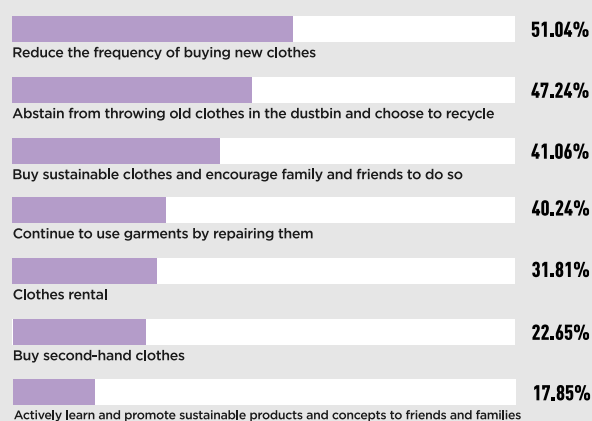 51.04%
Reduce the frequency of buying new clothes
47.24%
Abstain from throwing old clothes in the dustbin and choose to recycle
41.06%
Buy sustainable clothes and encourage family and friends to do so
40.24%
Continue to use garments by repairing them
31.81%
Clothes rental
22.65%
Buy second-hand clothes
17.85%
Actively learn and promote sustainable products and concepts to friends and families